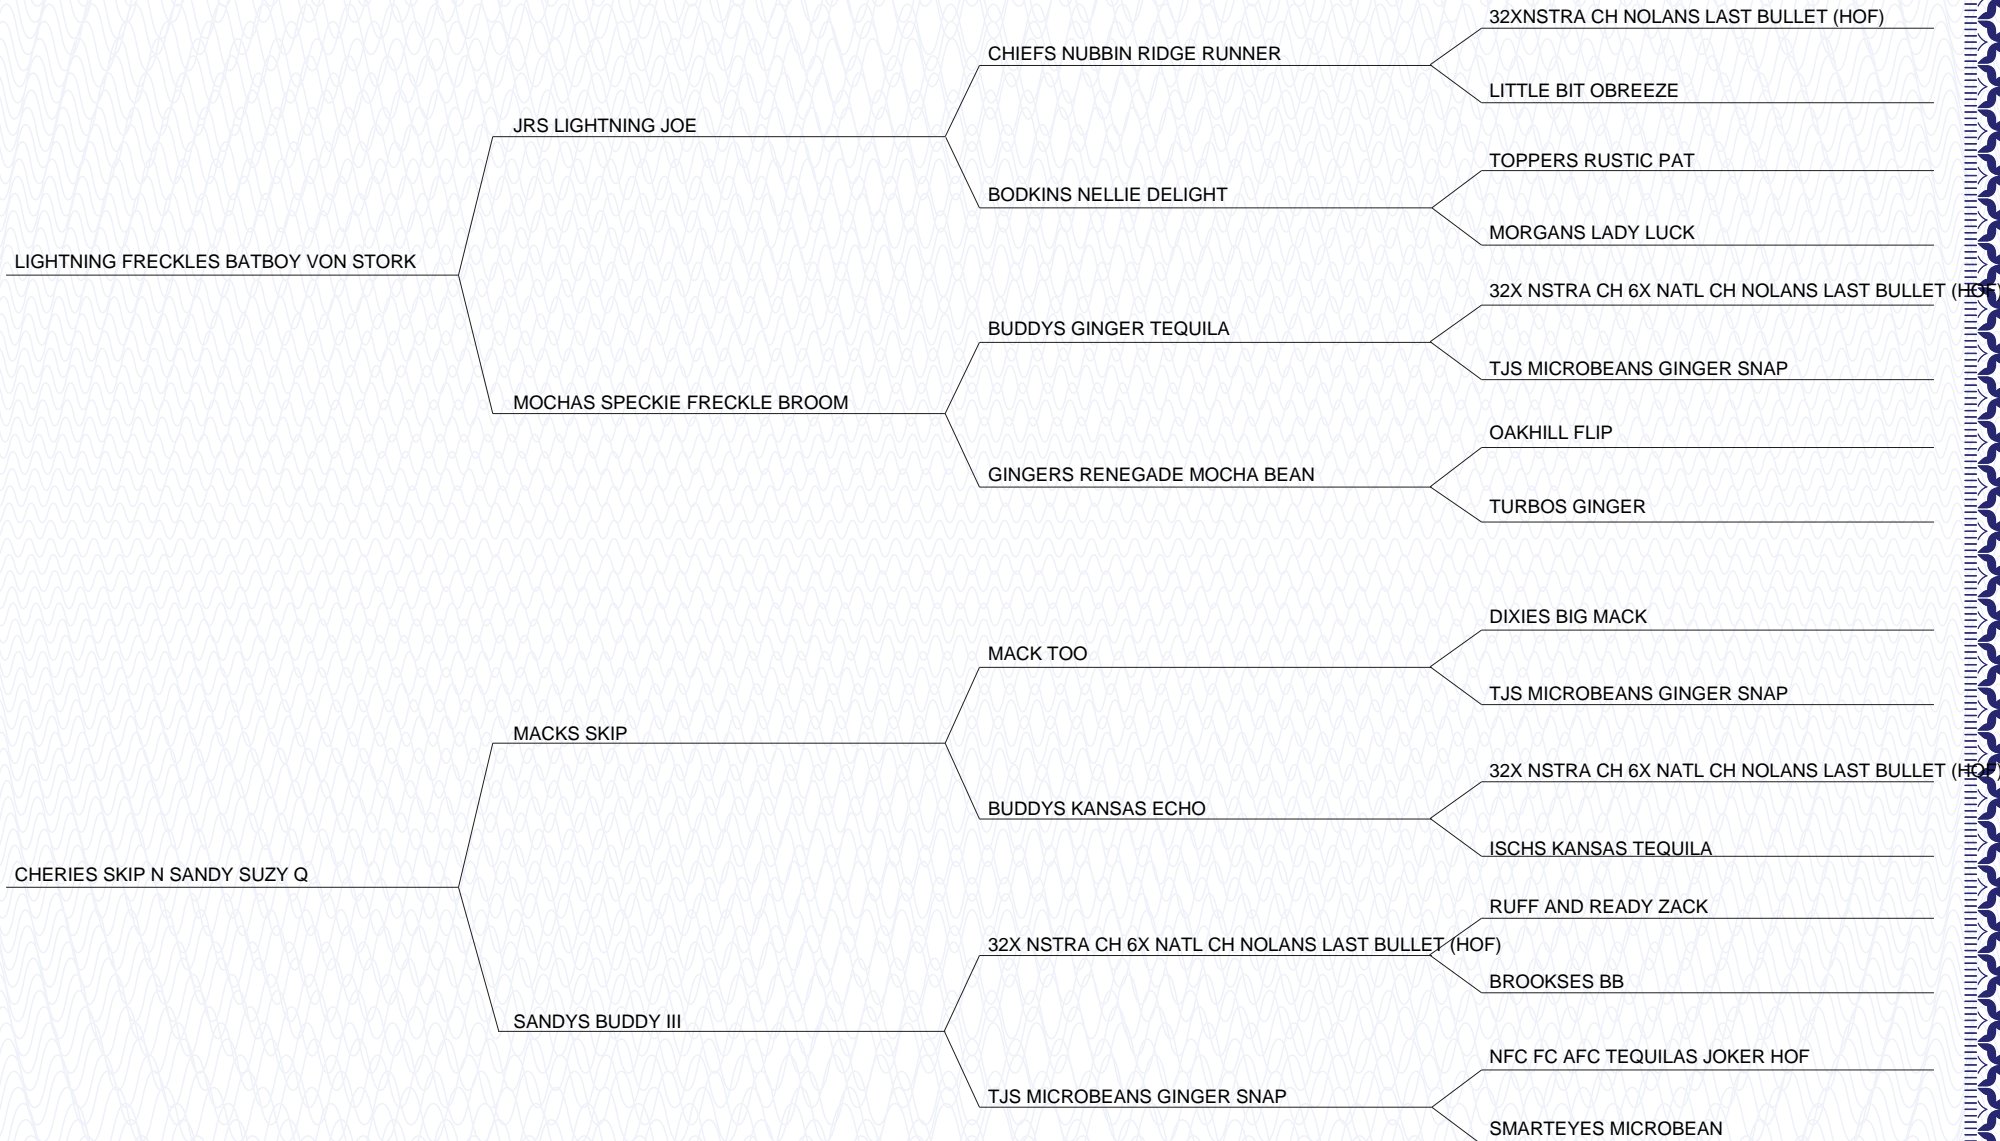 32XNSTRA CH NOLANS LAST BULLET (HOF)
CHIEFS NUBBIN RIDGE RUNNER
LITTLE BIT OBREEZE
JRS LIGHTNING JOE
TOPPERS RUSTIC PAT
BODKINS NELLIE DELIGHT
MORGANS LADY LUCK
LIGHTNING FRECKLES BATBOY VON STORK
32X NSTRA CH 6X NATL CH NOLANS LAST BULLET (HOF)
BUDDYS GINGER TEQUILA
TJS MICROBEANS GINGER SNAP
MOCHAS SPECKIE FRECKLE BROOM
OAKHILL FLIP
GINGERS RENEGADE MOCHA BEAN
TURBOS GINGER
DIXIES BIG MACK
MACK TOO
TJS MICROBEANS GINGER SNAP
MACKS SKIP
32X NSTRA CH 6X NATL CH NOLANS LAST BULLET (HOF)
BUDDYS KANSAS ECHO
ISCHS KANSAS TEQUILA
CHERIES SKIP N SANDY SUZY Q
RUFF AND READY ZACK
32X NSTRA CH 6X NATL CH NOLANS LAST BULLET (HOF)
BROOKSES BB
SANDYS BUDDY III
NFC FC AFC TEQUILAS JOKER HOF
TJS MICROBEANS GINGER SNAP
SMARTEYES MICROBEAN